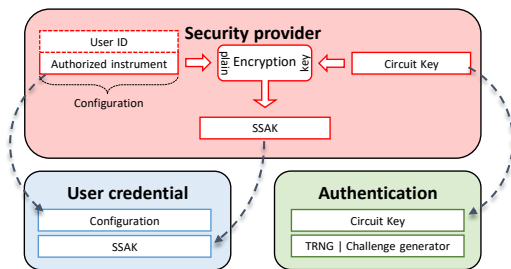 Security provider
User ID
Authorized instrument
Configuration
plain
Encryption
key
Circuit Key
SSAK
User credential
Configuration
SSAK
Authentication
Circuit Key
TRNG | Challenge generator